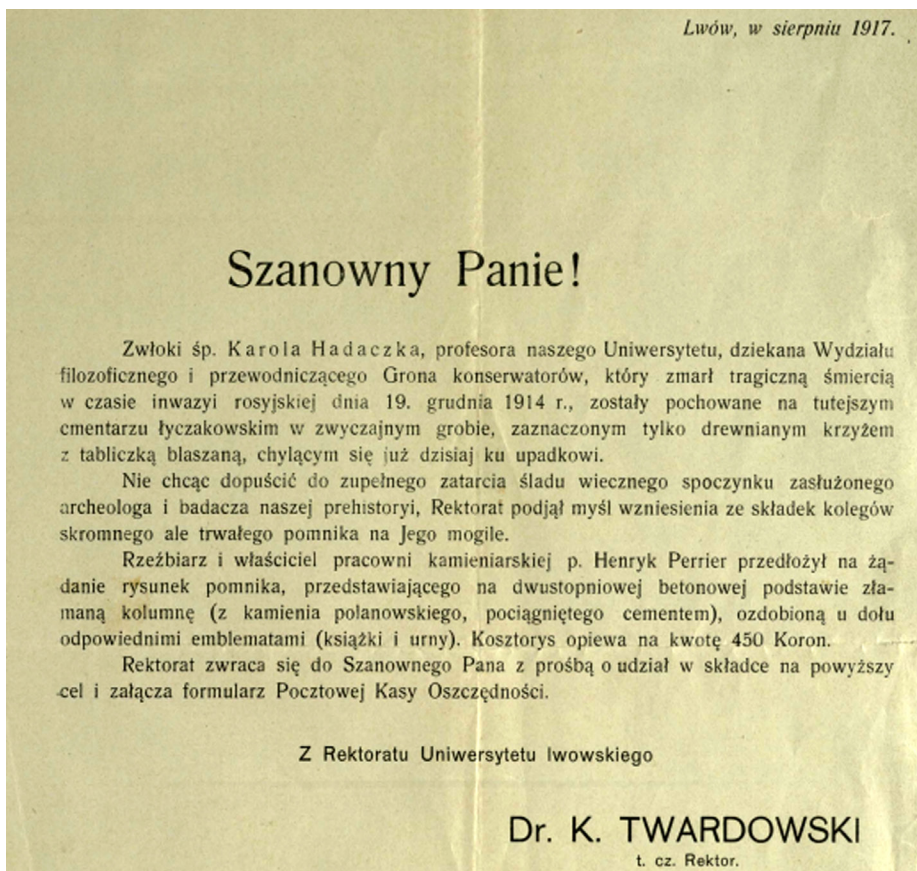 Lwów, w sierpniu 1917.
Szanowny Panie!
Zwłoki śp. Karola Hadaczka, profesora naszego Uniwersytetu, dziekana Wydziału
filozoficznego i przewodniczącego Grona konserwatorów, który zmarł tragiczną śmiercią
w czasie inwazyi rosyjskiej dnia 19. grudnia 1914 r., zostały pochowane na tutejszym
cmentarzu łyczakowskim w zwyczajnym grobie, zaznaczonym tylko drewnianym krzyżem
z tabliczką blaszaną, chylącym się już dzisiaj ku upadkowi.
Nie chcąc dopuścić do zupełnego zatarcia śladu wiecznego spoczynku zasłużonego
archeologa i badacza naszej prehistoryi, Rektorat podjął myśl wzniesienia ze składek kolegów
skromnego ale trwałego pomnika na Jego mogile.
Rzeźbiarz i właściciel pracowni kamieniarskiej p. Henryk Perrier przedłożył na żą-
danie rysunek pomnika, przedstawiającego na dwustopniowej betonowej podstawie zła-
maną kolumnę (z kamienia polanowskiego, pociągniętego cementem), ozdobioną u dołu
odpowiednimi emblematami (książki i urny). Kosztorys opiewa na kwotę 450 Koron.
Rektorat zwraca się do Szanownego Pana z prośbą o udział w składce na powyższy
cel i załącza formularz Pocztowej Kasy Oszczędności.
Z Rektoratu Uniwersytetu lwowskiego
Dr. K. TWARDOWSKI
t. cz. Rektor.